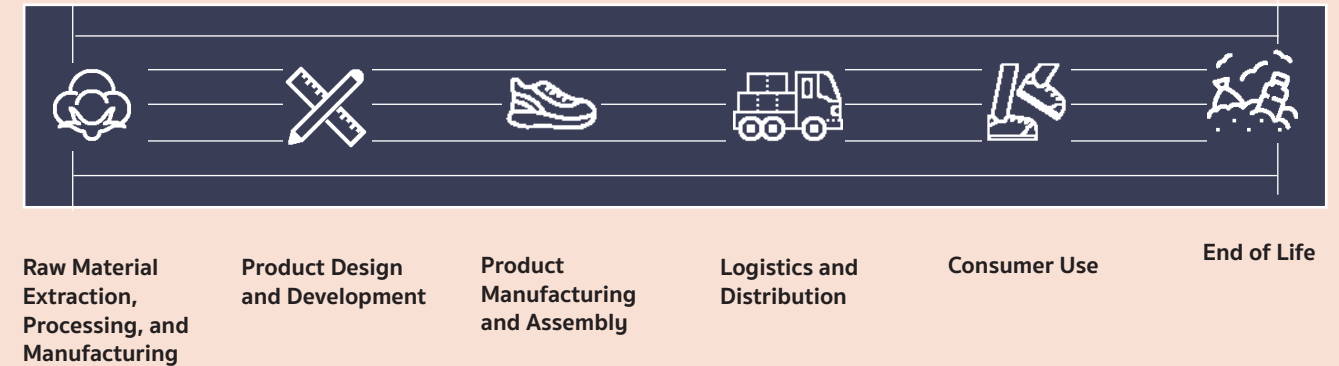 Raw Material
Extraction,
Processing, and
Manufacturing
Product Design
and Development
Product
Manufacturing
and Assembly
Logistics and
Distribution
Consumer Use
End of Life